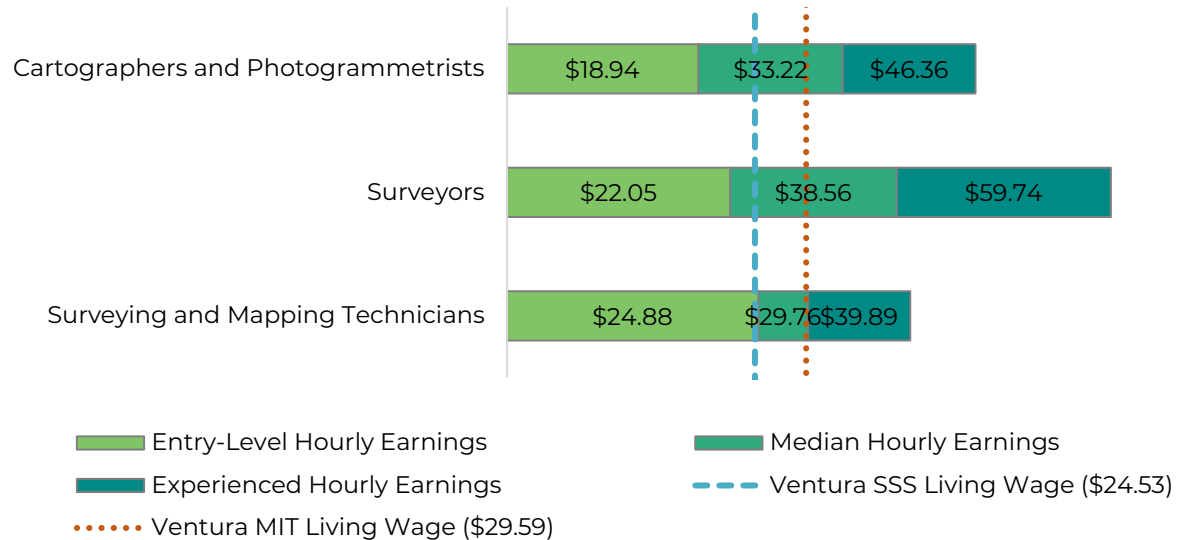 Cartographers and Photogrammetrists $18.94 $33.22 $46.36
Surveyors $22.05 $38.56 $59.74
Surveying and Mapping Technicians $24.88 $29.76 $39.89
Entry-Level Hourly Earnings Median Hourly Earnings
Experienced Hourly Earnings Ventura SSS Living Wage ($24.53)
Ventura MIT Living Wage ($29.59)